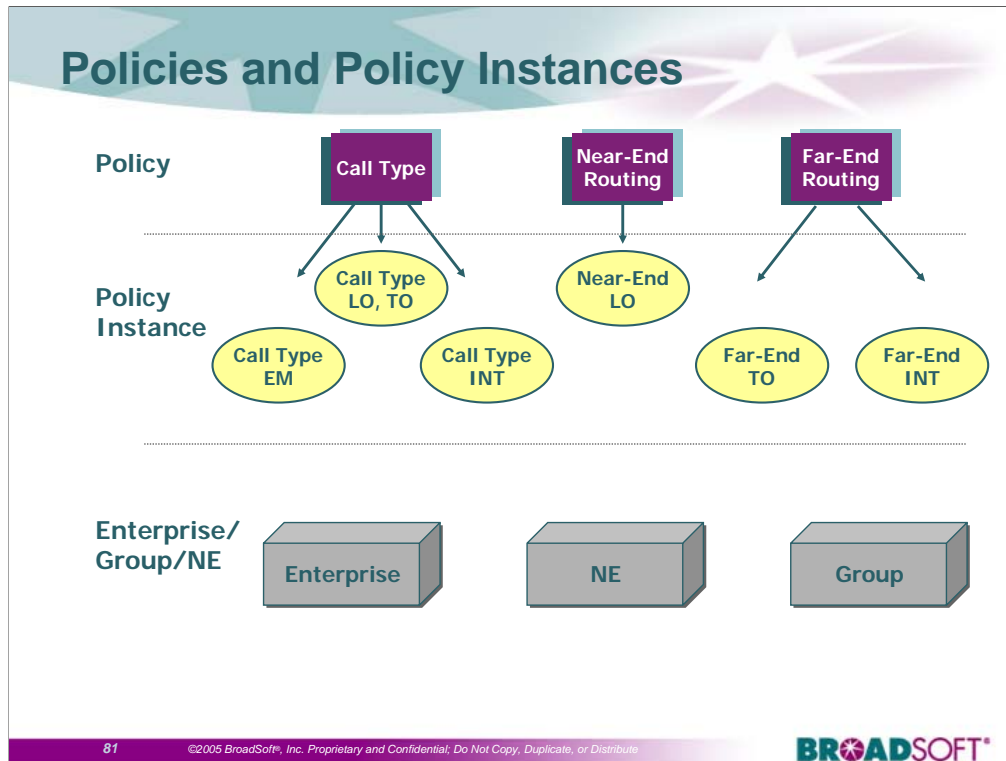 Policies and Policy Instances
Policy
Call Type
Near-End
Routing
Far-End
Routing
Policy
Instance
Call Type
LO, TO
Near-End
LO
Call Type
EM
Call Type
INT
Far-End
TO
Far-End
INT
Enterprise/
Group/NE
Enterprise
NE
Group
81
©2005 BroadSoft®, Inc. Proprietary and Confidential; Do Not Copy, Duplicate, or Distribute
BROADSOFT®